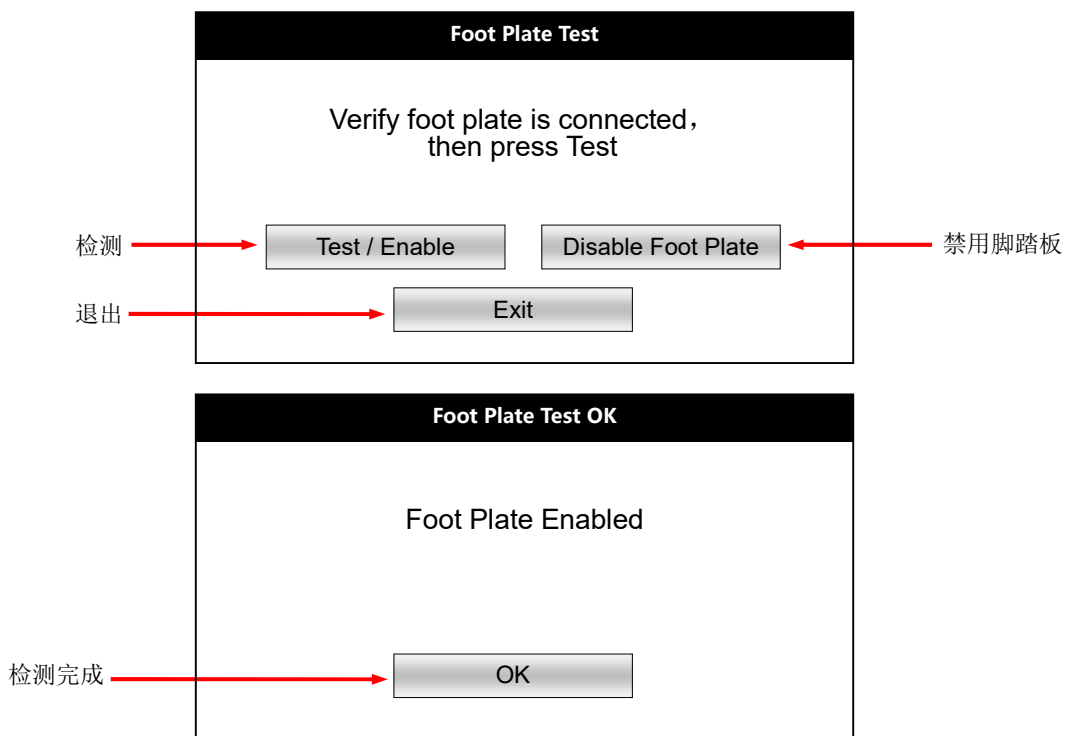 Foot Plate Test
Verify foot plate is connected，
then press Test
检测
Test / Enable
Disable Foot Plate
禁用脚踏板
退出
Exit
Foot Plate Test OK
Foot Plate Enabled
检测完成
OK